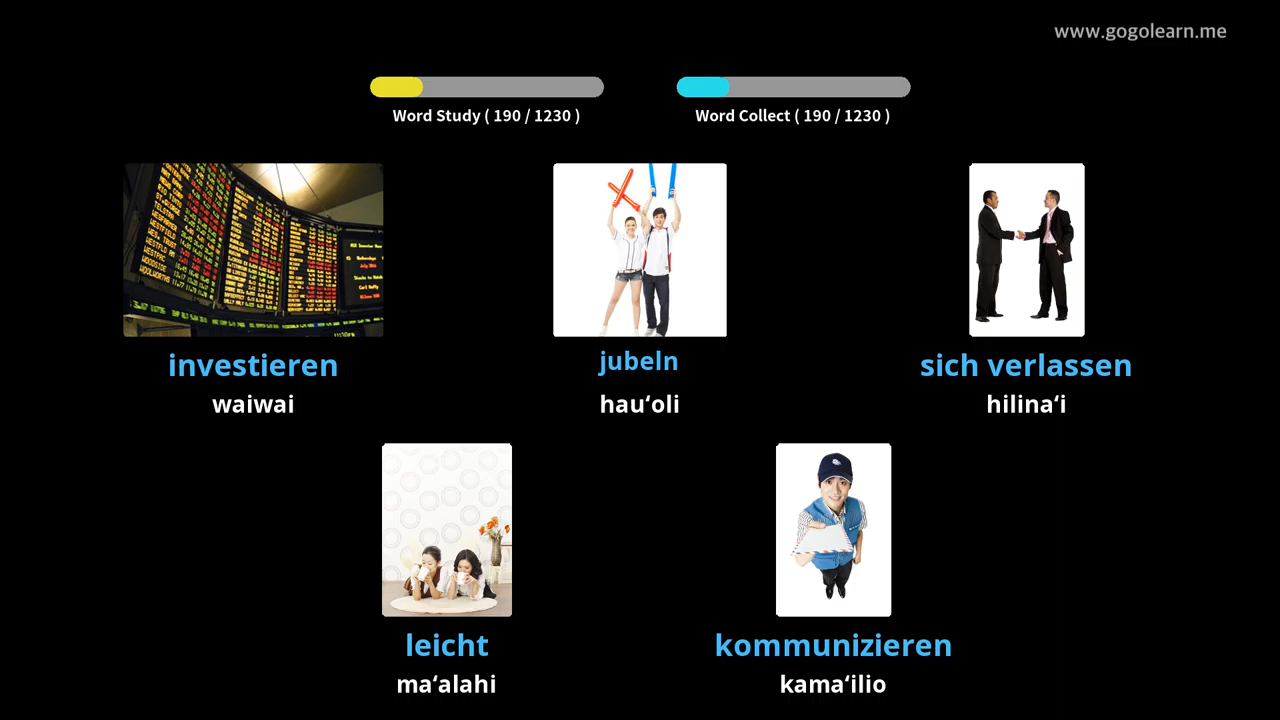 www.gogolearn.me
Word Study ( 190 / 1230 )
Word Collect ( 190 / 1230 )
investieren
waiwai
jubeln
hauʻoli
sich verlassen
hilinaʻi
leicht
maʻalahi
kommunizieren
kamaʻilio